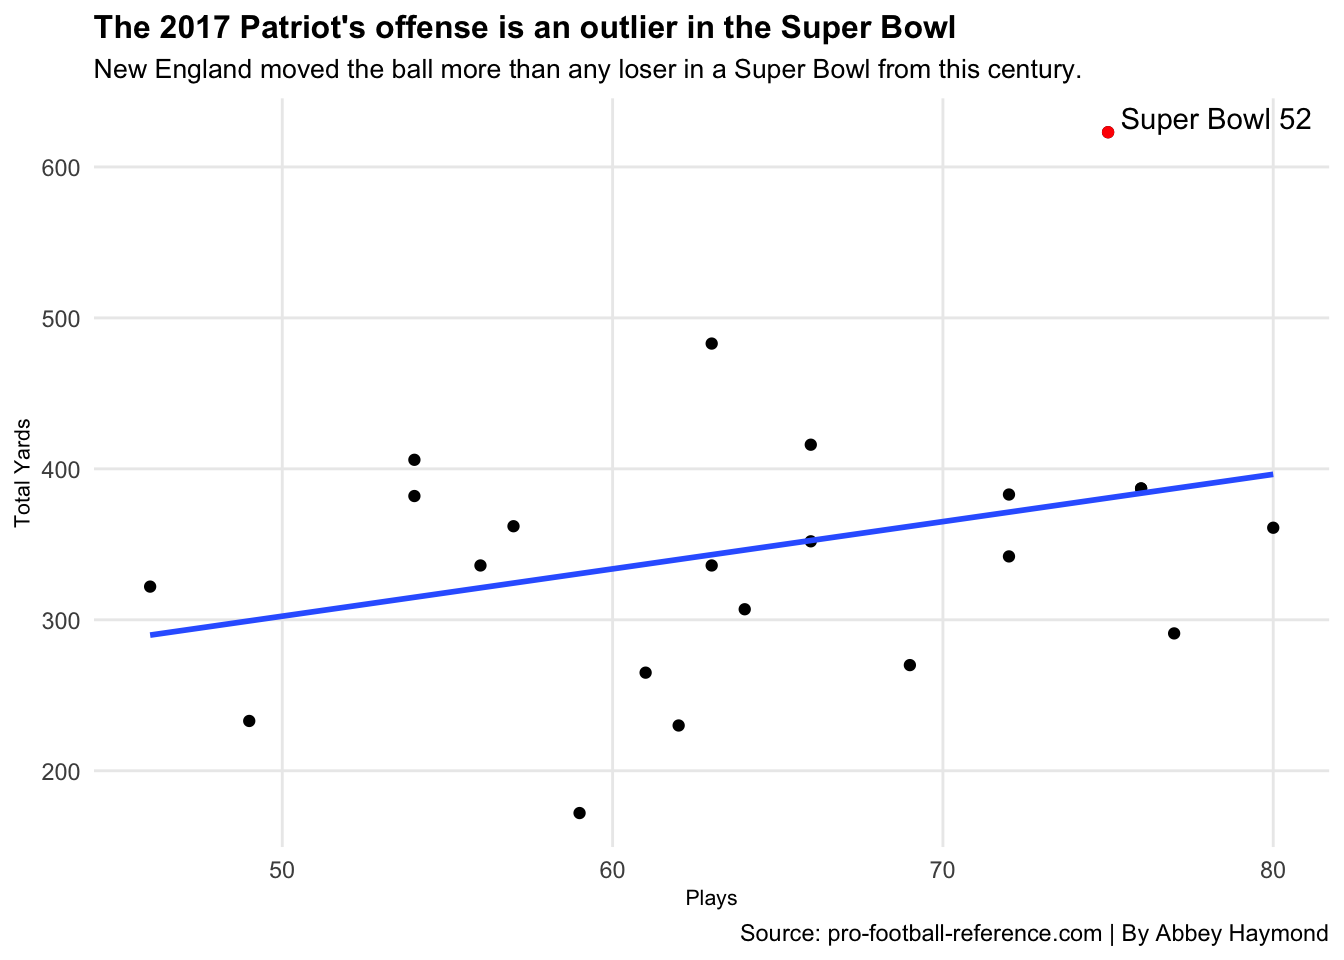 The 2017 Patriot's offense is an outlier in the Super Bowl
New England moved the ball more than any loser in a Super Bowl from this century.
Super Bowl 52
600
500
400
300
200
Total Yards
50 60 70 80
Plays
Source: pro-football-reference.com | By Abbey Haymond